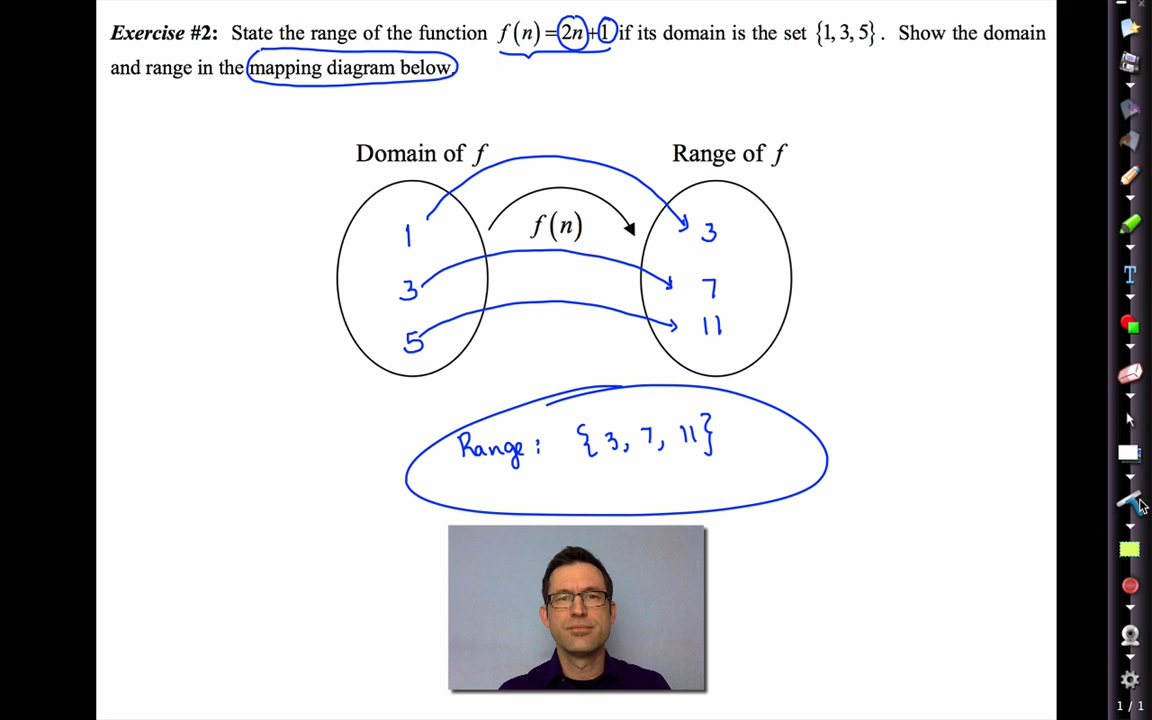 Exercise #2: State the range of the function f(n)=2n+1 if its domain is the set {1, 3, 5}. Show the domain
and range in the mapping diagram below.
Domain of f
Range of f
f(n)
1
3
3
7
5
11
Range: {3, 7, 11}
T
1 / 1